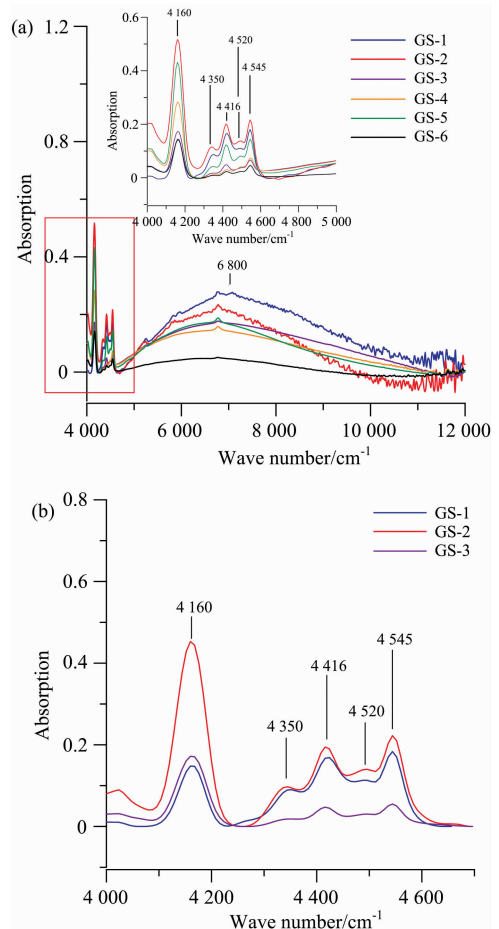 (a)
4 160
4 520
4 350
4 416
4 545
0.6
0.4
0.2
0
Absorption
4 000 4 200 4 400 4 600 4 800 5 000
Wave number/cm-1
GS-1
GS-2
GS-3
GS-4
GS-5
GS-6
1.2
0.8
0.4
0
Absorption
6 800
4 000 6 000 8 000 10 000 12 000
Wave number/cm-1
(b)
GS-1
GS-2
GS-3
0.8
0.6
0.4
0.2
0
Absorption
4 160
4 350
4 416
4 520
4 545
4 000 4 200 4 400 4 600
Wave number/cm-1